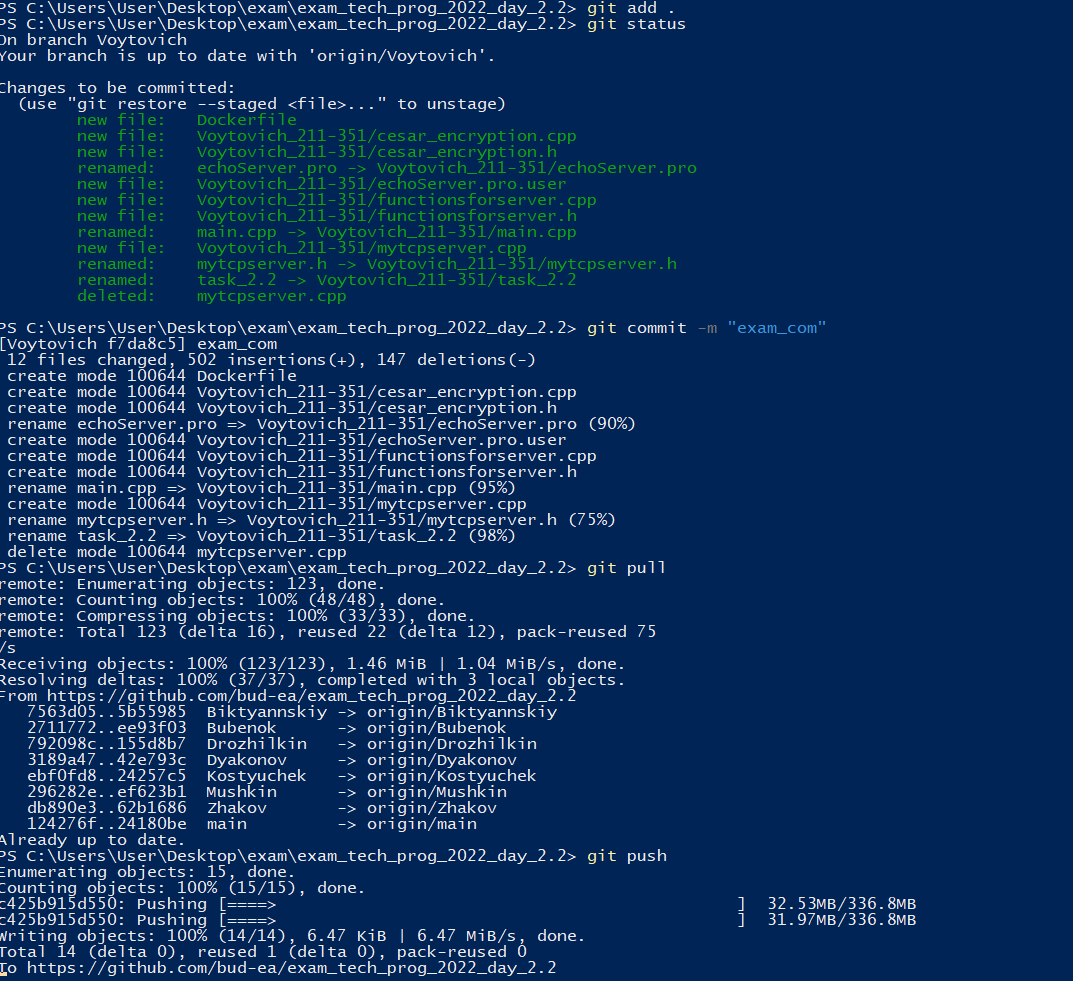 PS C:\Users\User\Desktop\exam\exam_tech_prog_2022_day_2.2> git add .
PS C:\Users\User\Desktop\exam\exam_tech_prog_2022_day_2.2> git status
On branch Voytovich
Your branch is up to date with 'origin/Voytovich'.
Changes to be committed:
(use "git restore --staged <file>..." to unstage)
new file: Dockerfile
new file: Voytovich_211-351/cesar_encryption.cpp
new file: Voytovich_211-351/cesar_encryption.h
renamed: echoServer.pro -> Voytovich_211-351/echoServer.pro
new file: Voytovich_211-351/echoServer.pro.user
new file: Voytovich_211-351/functionsforserver.cpp
new file: Voytovich_211-351/functionsforserver.h
renamed: main.cpp -> Voytovich_211-351/main.cpp
new file: Voytovich_211-351/mytcpserver.cpp
renamed: mytcpserver.h -> Voytovich_211-351/mytcpserver.h
renamed: task_2.2 -> Voytovich_211-351/task_2.2
deleted: mytcpserver.cpp
PS C:\Users\User\Desktop\exam\exam_tech_prog_2022_day_2.2> git commit -m "exam_com"
[Voytovich f7da8c5] exam_com
12 files changed, 502 insertions(+), 147 deletions(-)
create mode 100644 Dockerfile
create mode 100644 Voytovich_211-351/cesar_encryption.cpp
create mode 100644 Voytovich_211-351/cesar_encryption.h
rename echoServer.pro => Voytovich_211-351/echoServer.pro (90%)
create mode 100644 Voytovich_211-351/echoServer.pro.user
create mode 100644 Voytovich_211-351/functionsforserver.cpp
create mode 100644 Voytovich_211-351/functionsforserver.h
rename main.cpp => Voytovich_211-351/main.cpp (95%)
create mode 100644 Voytovich_211-351/mytcpserver.cpp
rename mytcpserver.h => Voytovich_211-351/mytcpserver.h (75%)
rename task_2.2 => Voytovich_211-351/task_2.2 (98%)
delete mode 100644 mytcpserver.cpp
PS C:\Users\User\Desktop\exam\exam_tech_prog_2022_day_2.2> git pull
remote: Enumerating objects: 123, done.
remote: Counting objects: 100% (48/48), done.
remote: Compressing objects: 100% (33/33), done.
remote: Total 123 (delta 16), reused 22 (delta 12), pack-reused 75
/s
Receiving objects: 100% (123/123), 1.46 MiB | 1.04 MiB/s, done.
Resolving deltas: 100% (37/37), completed with 3 local objects.
From https://github.com/bud-ea/exam_tech_prog_2022_day_2.2
7563d05..5b55985 Biktyannskiy -> origin/Biktyannskiy
2711772..ee93f03 Bubenok -> origin/Bubenok
792098c..155d8b7 Drozhilkin -> origin/Drozhilkin
3189a47..42e793c Dyakonov -> origin/Dyakonov
ebf0fd8..24257c5 Kostyuchek -> origin/Kostyuchek
296282e..ef623b1 Mushkin -> origin/Mushkin
db890e3..62b1686 Zhakov -> origin/Zhakov
124276f..24180be main -> origin/main
Already up to date.
PS C:\Users\User\Desktop\exam\exam_tech_prog_2022_day_2.2> git push
Enumerating objects: 15, done.
Counting objects: 100% (15/15), done.
c425b915d550: Pushing [====> ] 32.53MB/336.8MB
c425b915d550: Pushing [====> ] 31.97MB/336.8MB
Writing objects: 100% (14/14), 6.47 KiB | 6.47 MiB/s, done.
Total 14 (delta 0), reused 1 (delta 0), pack-reused 0
To https://github.com/bud-ea/exam_tech_prog_2022_day_2.2